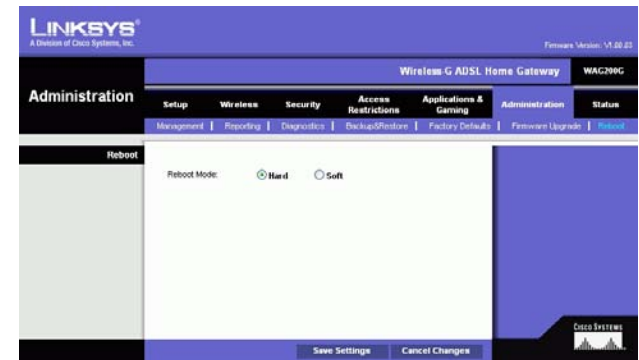 LINKSYS®
A Division of Cisco Systems, Inc.
Firmware Version: V1.00.03
Wireless-G ADSL Home Gateway WAG200G
Administration
Setup Wireless Security Access Restrictions Applications & Gaming Administration Status
Management | Reporting | Diagnostics | Backup&Restore | Factory Defaults | Firmware Upgrade | Reboot
Reboot
Reboot Mode: Hard Soft
CISCO SYSTEMS
Save Settings Cancel Changes